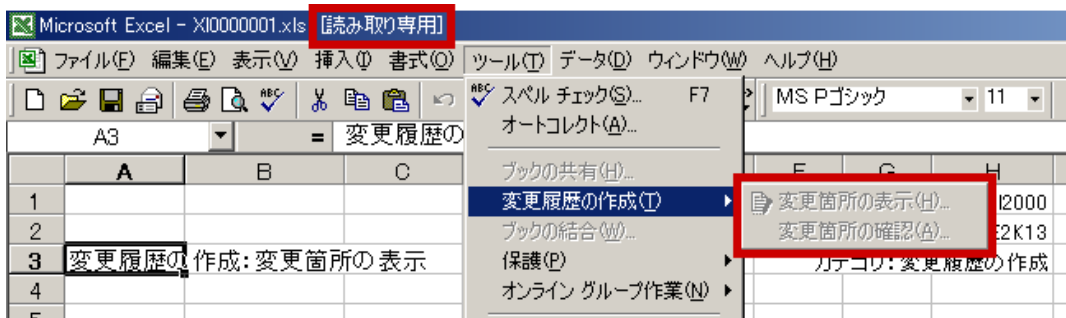 Microsoft Excel - XI0000001.xls [読み取り専用]
ファイル(F) 編集(E) 表示(V) 挿入(I) 書式(O) ツール(T) データ(D) ウィンドウ(W) ヘルプ(H)
ABC ABC スペル チェック(S)... F7 MS Pゴシック 11
オートコレクト(A)...
A3 = 変更履歴の
ブックの共有(H)...
A B C F G H
変更履歴の作成(T) 変更箇所の表示(H)...
1 I2000
ブックの結合(W)... 変更箇所の確認(A)...
2 E2K13
3 変更履歴の作成:変更箇所の表示 保護(P) カテゴリ:変更履歴の作成
4 オンライン グループ作業(N)
5